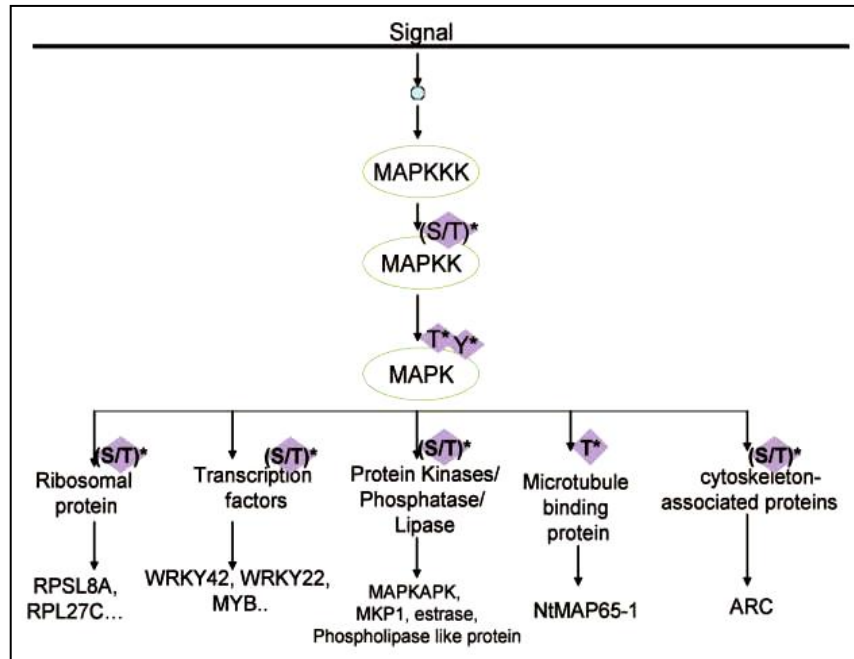 Signal
MAPKKK
(S/T)*
MAPKK
T* Y*
MAPK
(S/T)*
Ribosomal
protein
RPSL8A,
RPL27C...
(S/T)*
Transcription
factors
WRKY42, WRKY22,
MYB..
(S/T)*
Protein Kinases/
Phosphatase/
Lipase
MAPKAPK,
MKP1, estrase,
Phospholipase like protein
T*
Microtubule
binding
protein
NtMAP65-1
(S/T)*
cytoskeleton-
associated proteins
ARC